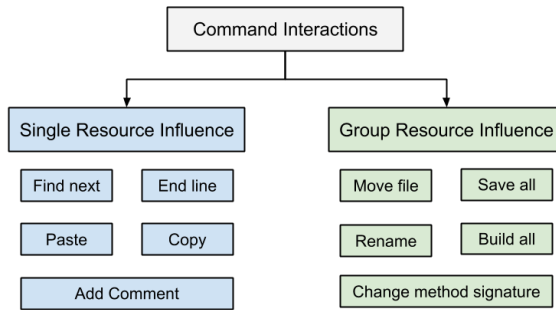 Command Interactions
Single Resource Influence
Group Resource Influence
Find next
End line
Move file
Save all
Paste
Copy
Rename
Build all
Add Comment
Change method signature